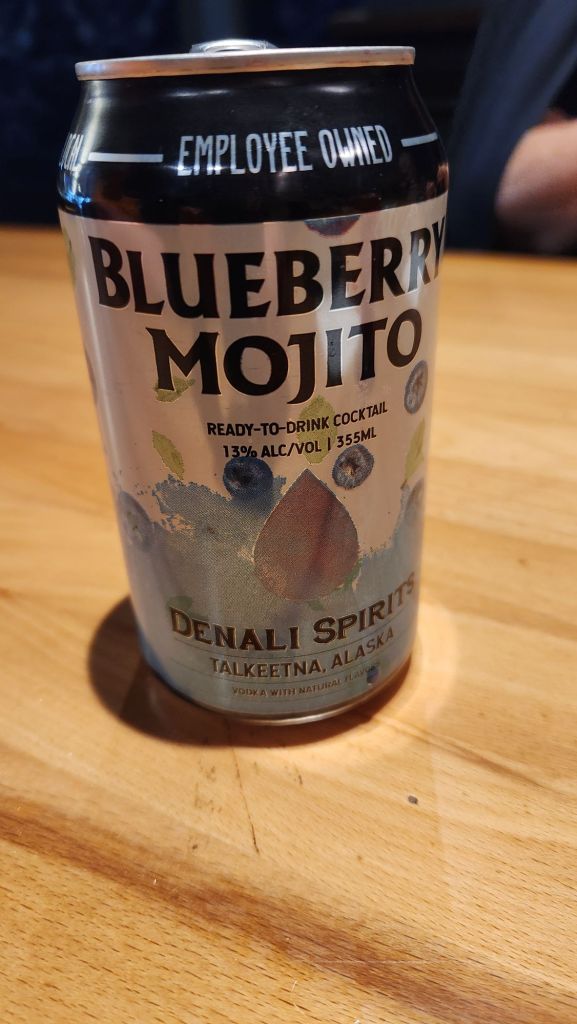 EMPLOYEE OWNED
BLUEBERRY
MOJITO
READY-TO-DRINK COCKTAIL
13% ALC/VOL | 355ML
DENALI SPIRITS
TALKEETNA, ALASKA
VODKA WITH NATURAL FLAVORS